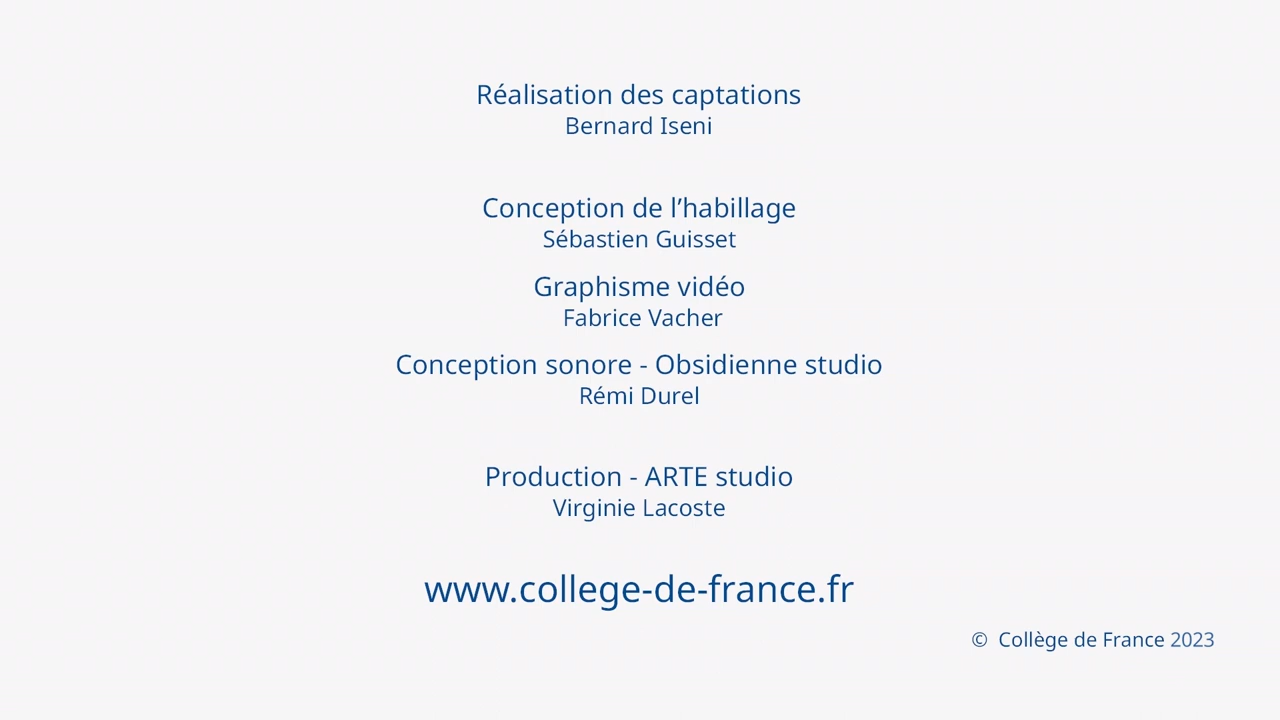 Réalisation des captations
Bernard Iseni
Conception de l’habillage
Sébastien Guisset
Graphisme vidéo
Fabrice Vacher
Conception sonore - Obsidienne studio
Rémi Durel
Production - ARTE studio
Virginie Lacoste
www.college-de-france.fr
© Collège de France 2023